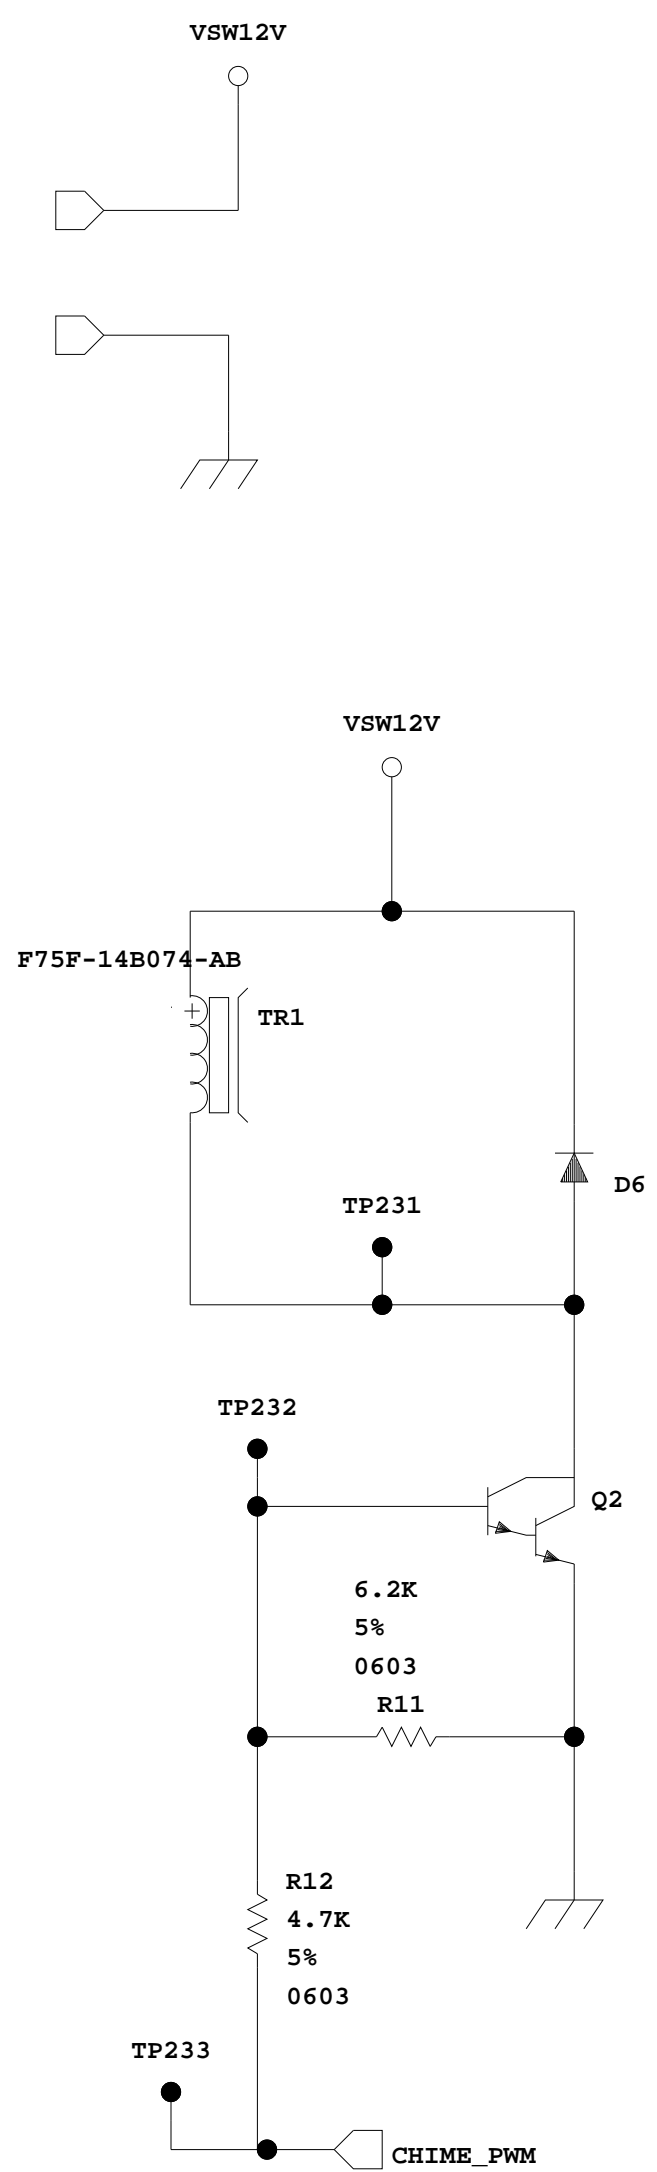 VSW12V
VSW12V
F75F-14B074-AB
TR1
D6
TP231
TP232
Q2
6.2K
5%
0603
R11
R12
4.7K
5%
0603
TP233
CHIME_PWM